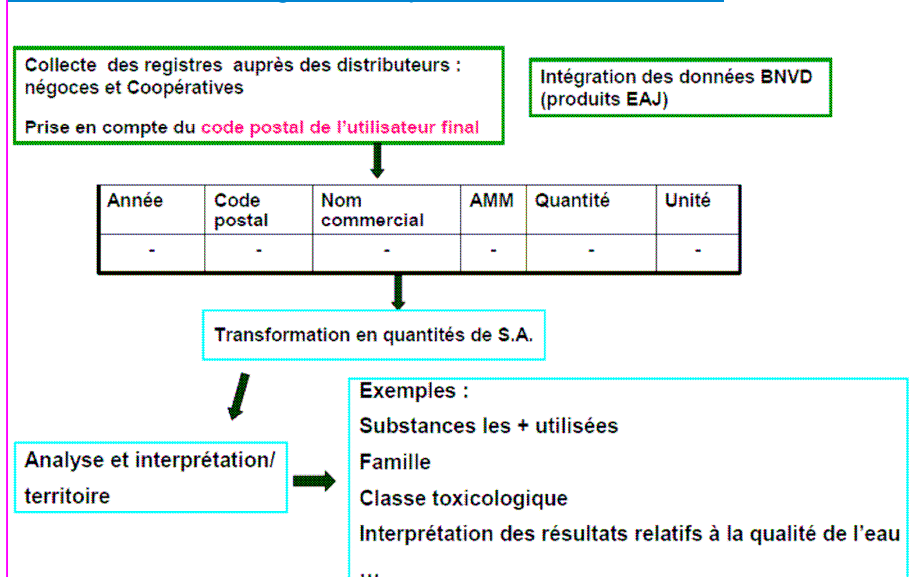 Collecte des registres auprès des distributeurs :
négoces et Coopératives
Prise en compte du code postal de l'utilisateur final
Intégration des données BNVD
(produits EAJ)
Année
Code
postal
Nom
commercial
AMM
Quantité
Unité
- - - - - -
Transformation en quantités de S.A.
Analyse et interprétation/
territoire
Exemples :
Substances les + utilisées
Famille
Classe toxicologique
Interprétation des résultats relatifs à la qualité de l'eau
...